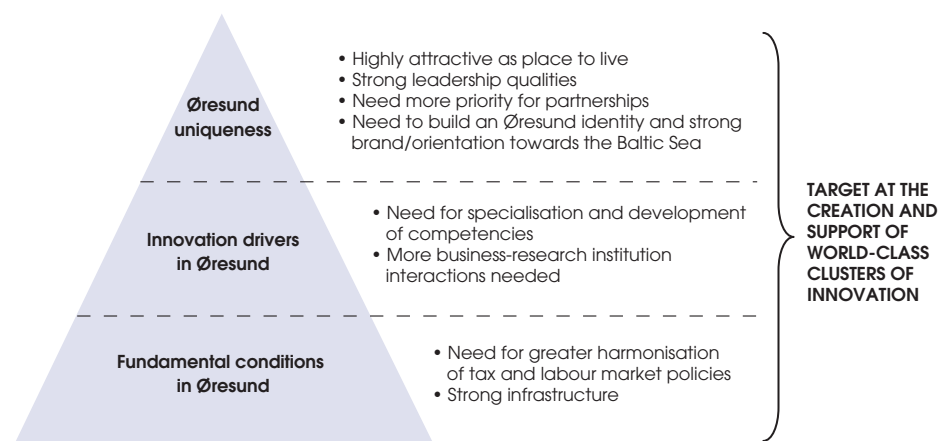 Øresund
uniqueness
• Highly attractive as place to live
• Strong leadership qualities
• Need more priority for partnerships
• Need to build an Øresund identity and strong
brand/orientation towards the Baltic Sea
Innovation drivers
in Øresund
• Need for specialisation and development
of competencies
• More business-research institution
interactions needed
Fundamental conditions
in Øresund
• Need for greater harmonisation
of tax and labour market policies
• Strong infrastructure
TARGET AT THE
CREATION AND
SUPPORT OF
WORLD-CLASS
CLUSTERS OF
INNOVATION